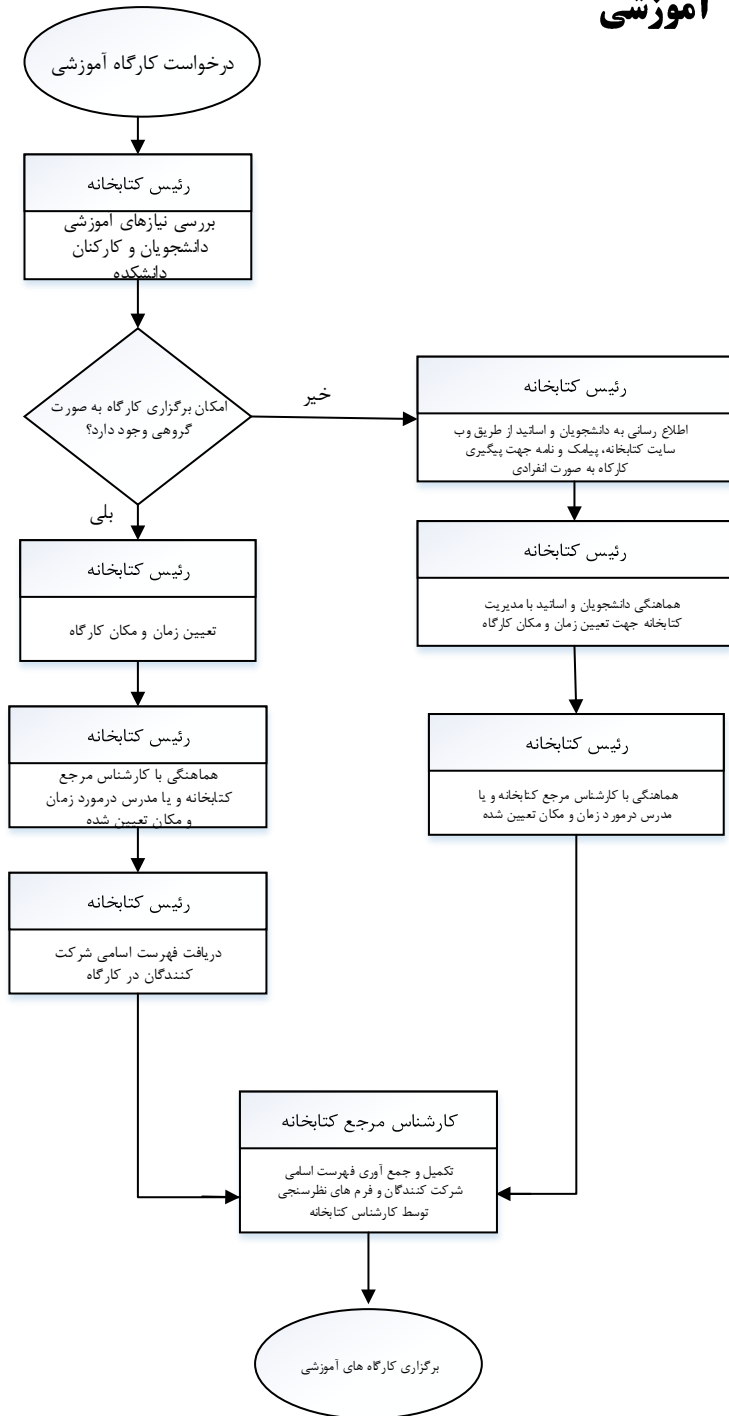 آموزشی
درخواست کارگاه آموزشی
رئیس کتابخانه
بررسی نیازهای اموزشی
دانشجویان و کارکنان
دانشکده
امکان برگزاری کارگاه به صورت
گروهی وجود دارد؟
خیر
بلی
رئیس کتابخانه
اطلاع رسانی به دانشجویان و اساتید از طریق وب
سایت کتابخانه، پیامک و نامه جهت پیگیری
کارکاه به صورت انفرادی
رئیس کتابخانه
هماهنگی دانشجویان و اساتید با مدیریت
کتابخانه جهت تعیین زمان و مکان کارگاه
رئیس کتابخانه
هماهنگی با کارشناس مرجع کتابخانه و یا
مدرس درمورد زمان و مکان تعیین شده
رئیس کتابخانه
تعیین زمان و مکان کارگاه
رئیس کتابخانه
هماهنگی با کارشناس مرجع
کتابخانه و یا مدرس درمورد زمان
و مکان تعیین شده
رئیس کتابخانه
دریافت فهرست اسامی شرکت
کنندگان در کارگاه
کارشناس مرجع کتابخانه
تکمیل و جمع آوری فهرست اسامی
شرکت کنندگان و فرم های نظرسنجی
توسط کارشناس کتابخانه
برگزاری کارگاه های آموزشی